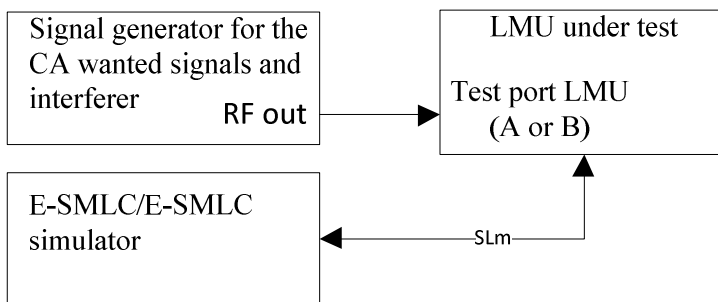 Signal generator for the
CA wanted signals and
interferer
RF out
LMU under test
Test port LMU
(A or B)
E-SMLC/E-SMLC
simulator
SLm